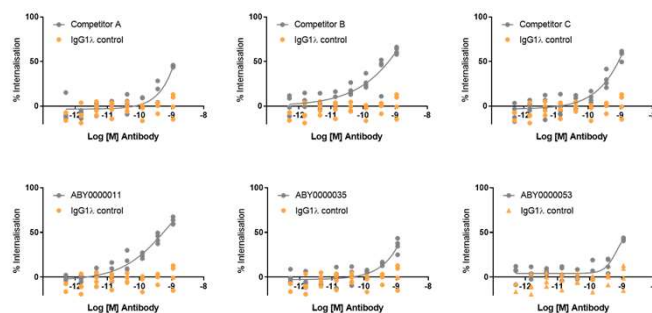 Competitor A
IgG1λ control
% Internalisation
100
50
0
-12
-11
-10
-9
-8
Log [M] Antibody
Competitor B
IgG1λ control
% Internalisation
100
50
0
-12
-11
-10
-9
-8
Log [M] Antibody
Competitor C
IgG1λ control
% Internalisation
100
50
0
-12
-11
-10
-9
-8
Log [M] Antibody
ABY0000011
IgG1λ control
% Internalisation
100
50
0
-12
-11
-10
-9
-8
Log [M] Antibody
ABY0000035
IgG1λ control
% Internalisation
100
50
0
-12
-11
-10
-9
-8
Log [M] Antibody
ABY0000053
IgG1λ control
% Internalisation
100
50
0
-12
-11
-10
-9
-8
Log [M] Antibody